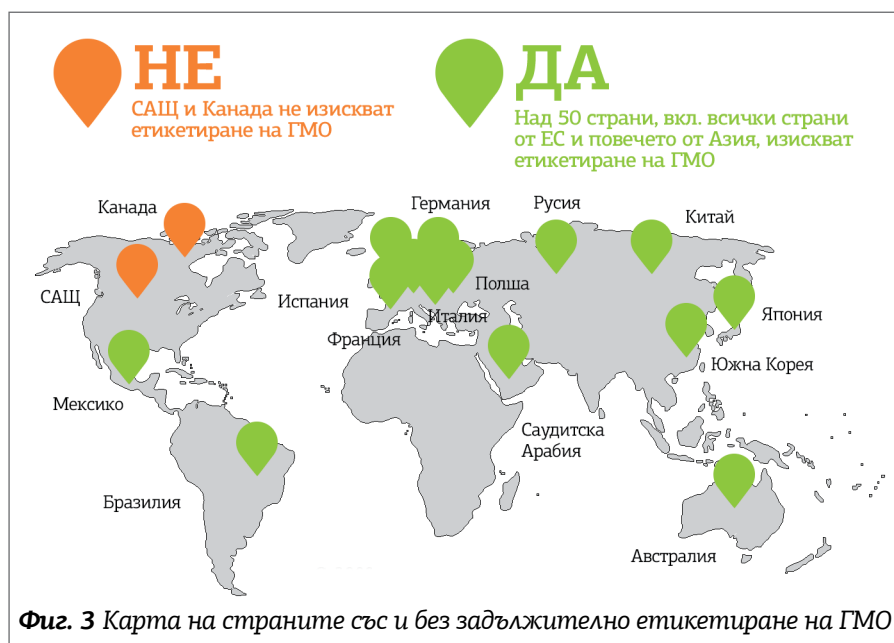 НЕ
САЩ и Канада не изискват
етикетиране на ГМО
ДА
Над 50 страни, вкл. всички страни
от ЕС и повечето от Азия, изискват
етикетиране на ГМО
Канада
Германия
Русия
Китай
САЩ
Испания
Полша
Италия
Франция
Япония
Южна Корея
Мексико
Саудитска
Арабия
Бразилия
Австралия
Фиг. 3 Карта на страните със и без задължително етикетиране на ГМО